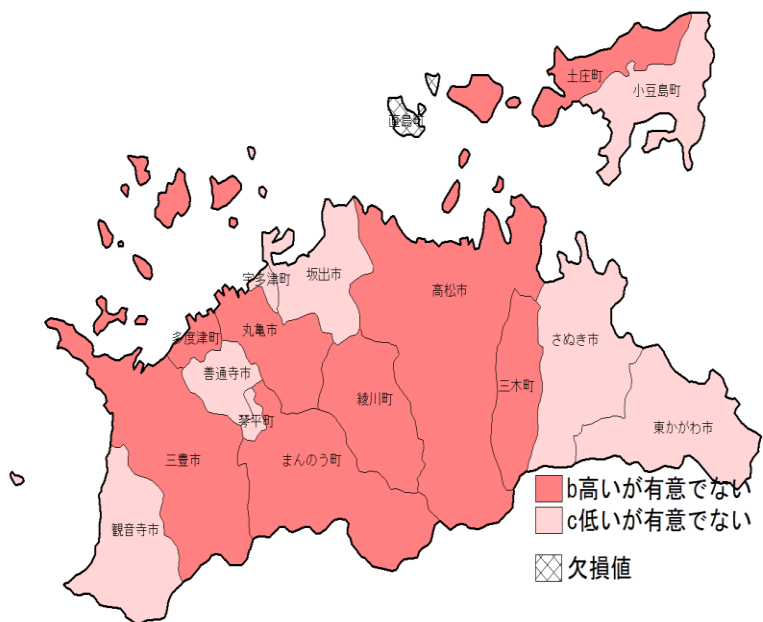 土庄町
小豆島町
直島町
高松市
坂出市
宇多津町
丸亀市
多度津町
善通寺市
琴平町
綾川町
三木町
さぬき市
東かがわ市
まんのう町
三豊市
観音寺市
b高いが有意でない
c低いが有意でない
欠損値